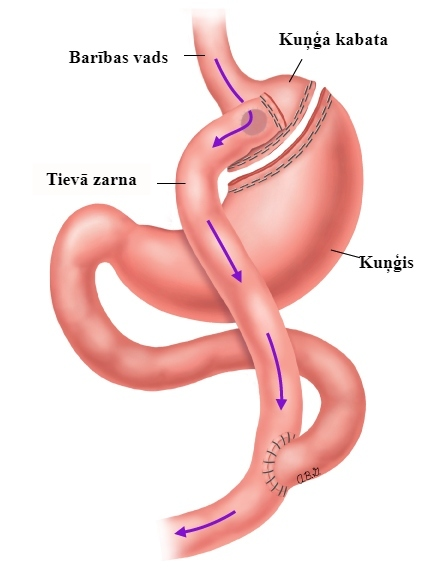 Kuņģa kabata
Barības vads
Tievā zarna
Kuņģis